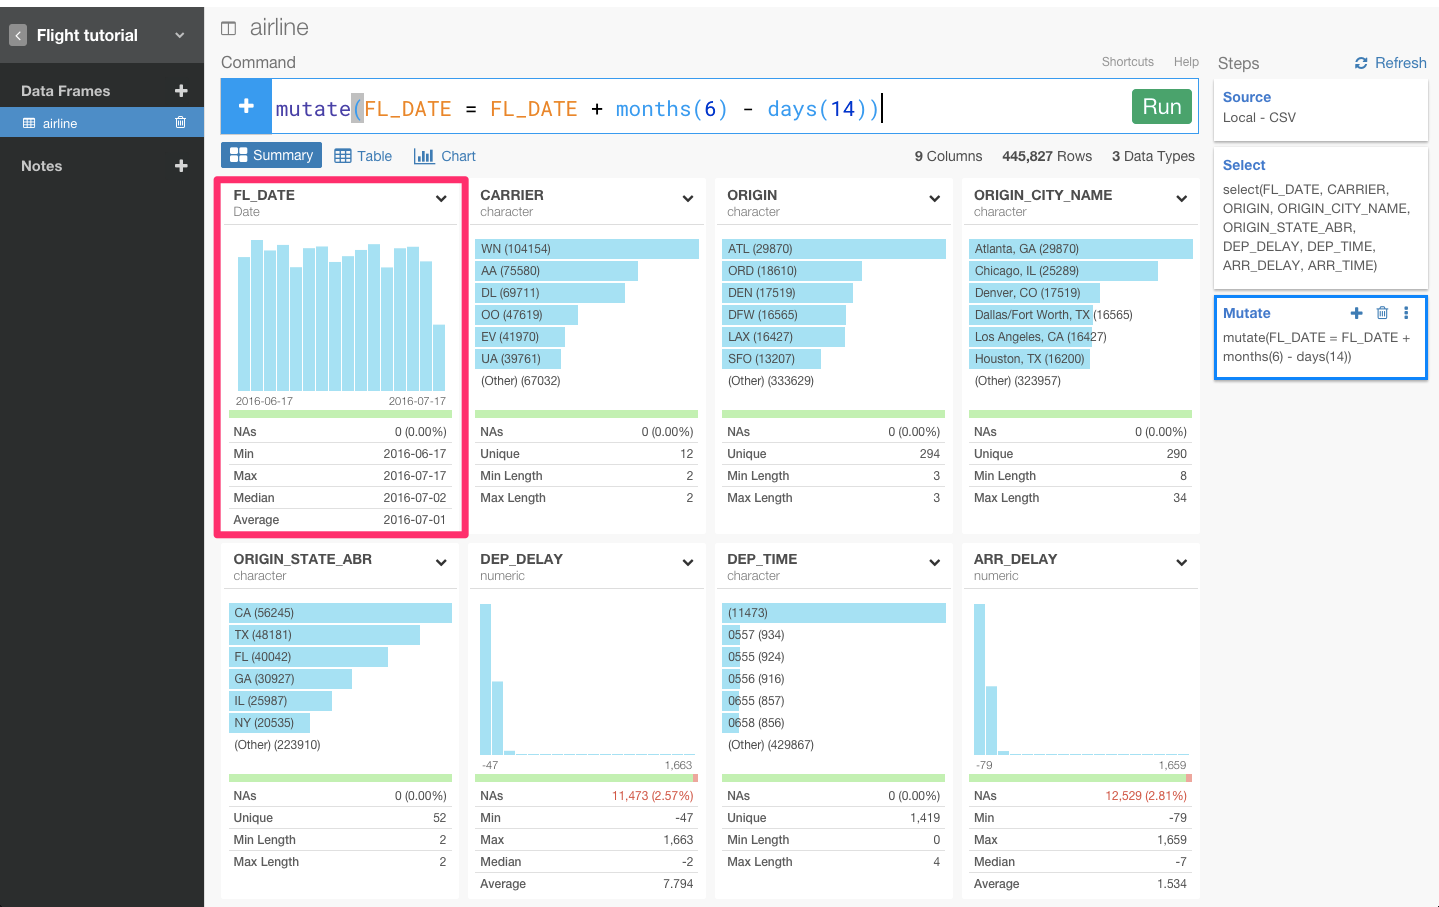 Flight tutorial
Data Frames
airline
Notes
airline
Command
Shortcuts Help
mutate(FL_DATE = FL_DATE + months(6) - days(14))
Run
Summary Table Chart
9 Columns 445,827 Rows 3 Data Types
FL_DATE
Date
2016-06-17 2016-07-17
NAs 0 (0.00%)
Min 2016-06-17
Max 2016-07-17
Median 2016-07-02
Average 2016-07-01
CARRIER
character
WN (104154)
AA (75580)
DL (69711)
OO (47619)
EV (41970)
UA (39761)
(Other) (67032)
NAs 0 (0.00%)
Unique 12
Min Length 2
Max Length 2
ORIGIN
character
ATL (29870)
ORD (18610)
DEN (17519)
DFW (16565)
LAX (16427)
SFO (13207)
(Other) (333629)
NAs 0 (0.00%)
Unique 294
Min Length 3
Max Length 3
ORIGIN_CITY_NAME
character
Atlanta, GA (29870)
Chicago, IL (25289)
Denver, CO (17519)
Dallas/Fort Worth, TX (16565)
Los Angeles, CA (16427)
Houston, TX (16200)
(Other) (323957)
NAs 0 (0.00%)
Unique 290
Min Length 8
Max Length 34
ORIGIN_STATE_ABR
character
CA (56245)
TX (48181)
FL (40042)
GA (30927)
IL (25987)
NY (20535)
(Other) (223910)
NAs 0 (0.00%)
Unique 52
Min Length 2
Max Length 2
DEP_DELAY
numeric
-47 1,663
NAs 11,473 (2.57%)
Min -47
Max 1,663
Median -2
Average 7.794
DEP_TIME
character
(11473)
0557 (934)
0555 (924)
0556 (916)
0655 (857)
0658 (856)
(Other) (429867)
NAs 0 (0.00%)
Unique 1,419
Min Length 0
Max Length 4
ARR_DELAY
numeric
-79 1,659
NAs 12,529 (2.81%)
Min -79
Max 1,659
Median -7
Average 1.534
Steps Refresh
Source
Local - CSV
Select
select(FL_DATE, CARRIER,
ORIGIN, ORIGIN_CITY_NAME,
ORIGIN_STATE_ABR,
DEP_DELAY, DEP_TIME,
ARR_DELAY, ARR_TIME)
Mutate
mutate(FL_DATE = FL_DATE +
months(6) - days(14))